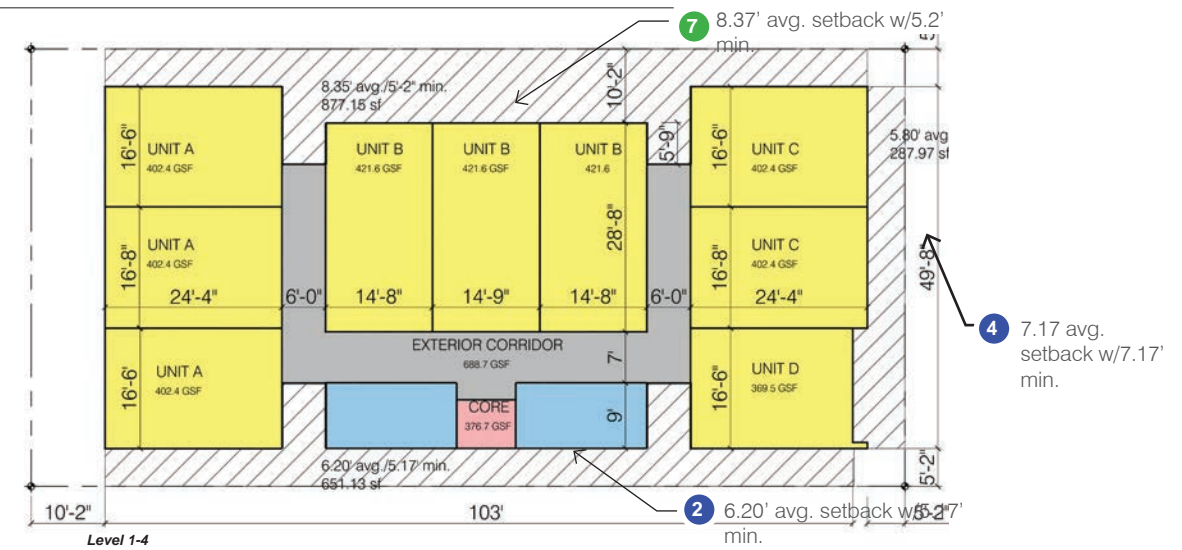 7 8.37' avg. setback w/5.2'
min.
8.35' avg./5'-2" min.
877.15 sf
10'-2"
5'-9"
5.80' avg
287.97 sf
16'-6"
UNIT A
402.4 GSF
UNIT B
421.6 GSF
UNIT B
421.6 GSF
UNIT B
421.6
16'-6"
UNIT C
402.4 GSF
28'-8"
16'-8"
UNIT A
402.4 GSF
16'-8"
UNIT C
402.4 GSF
49'-8"
24'-4" 6'-0" 14'-8" 14'-9" 14'-8" 6'-0" 24'-4"
4 7.17 avg.
setback w/7.17'
min.
EXTERIOR CORRIDOR
688.7 GSF
7'
16'-6"
UNIT A
402.4 GSF
16'-6"
UNIT D
369.5 GSF
CORE
376.7 GSF
9'
6.20' avg./5.17' min.
651.13 sf
5'-2"
10'-2" 103' 5'-2"
2 6.20' avg. setback w/5.17'
min.
Level 1-4